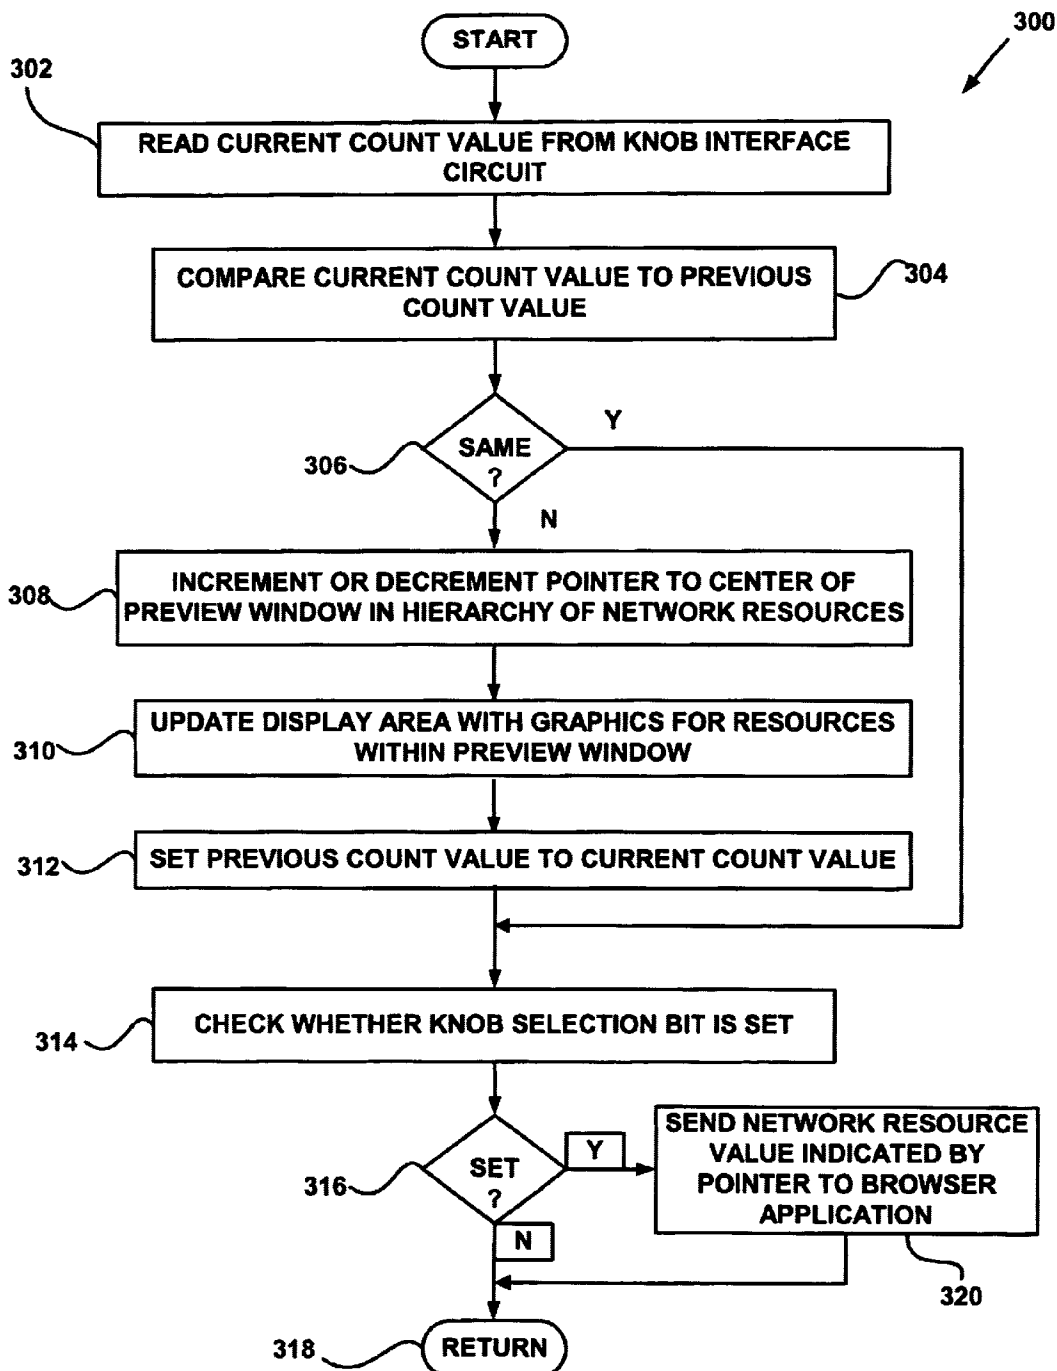 START
300
302
READ CURRENT COUNT VALUE FROM KNOB INTERFACE
CIRCUIT
COMPARE CURRENT COUNT VALUE TO PREVIOUS
COUNT VALUE
304
Y
SAME
?
306
N
308
INCREMENT OR DECREMENT POINTER TO CENTER OF
PREVIEW WINDOW IN HIERARCHY OF NETWORK RESOURCES
310
UPDATE DISPLAY AREA WITH GRAPHICS FOR RESOURCES
WITHIN PREVIEW WINDOW
312
SET PREVIOUS COUNT VALUE TO CURRENT COUNT VALUE
314
CHECK WHETHER KNOB SELECTION BIT IS SET
316
SET
?
Y
SEND NETWORK RESOURCE
VALUE INDICATED BY
POINTER TO BROWSER
APPLICATION
N
320
318
RETURN